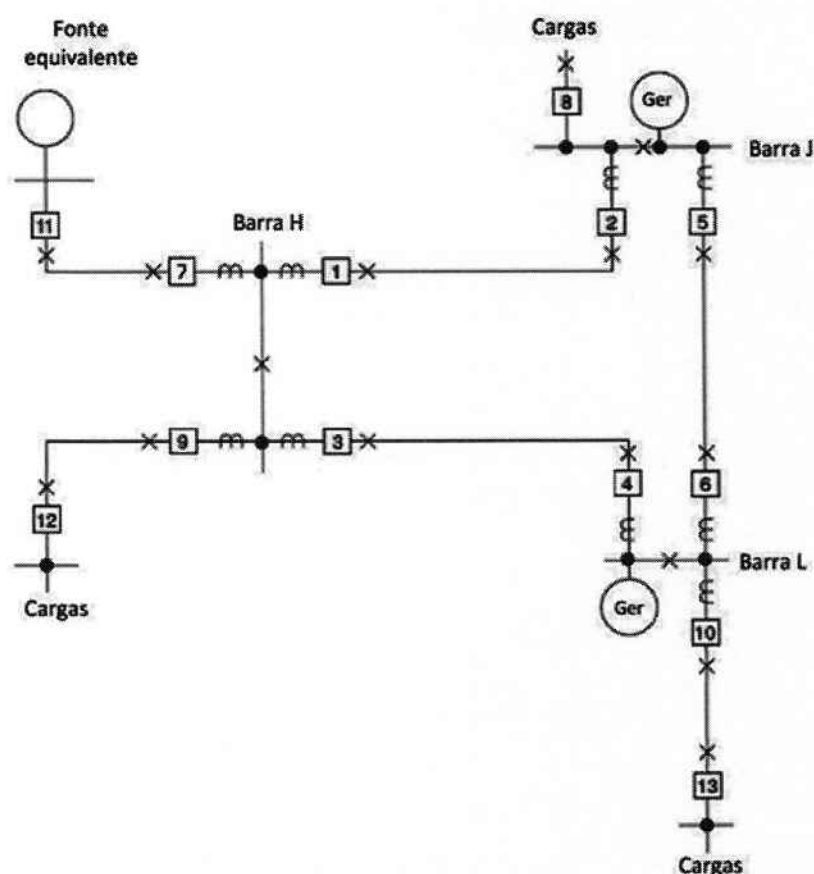 Fonte
equivalente
Cargas
8
Ger
Barra J
11
Barra H
2
5
7
1
9
3
4
6
12
Barra L
Cargas
Ger
10
13
Cargas